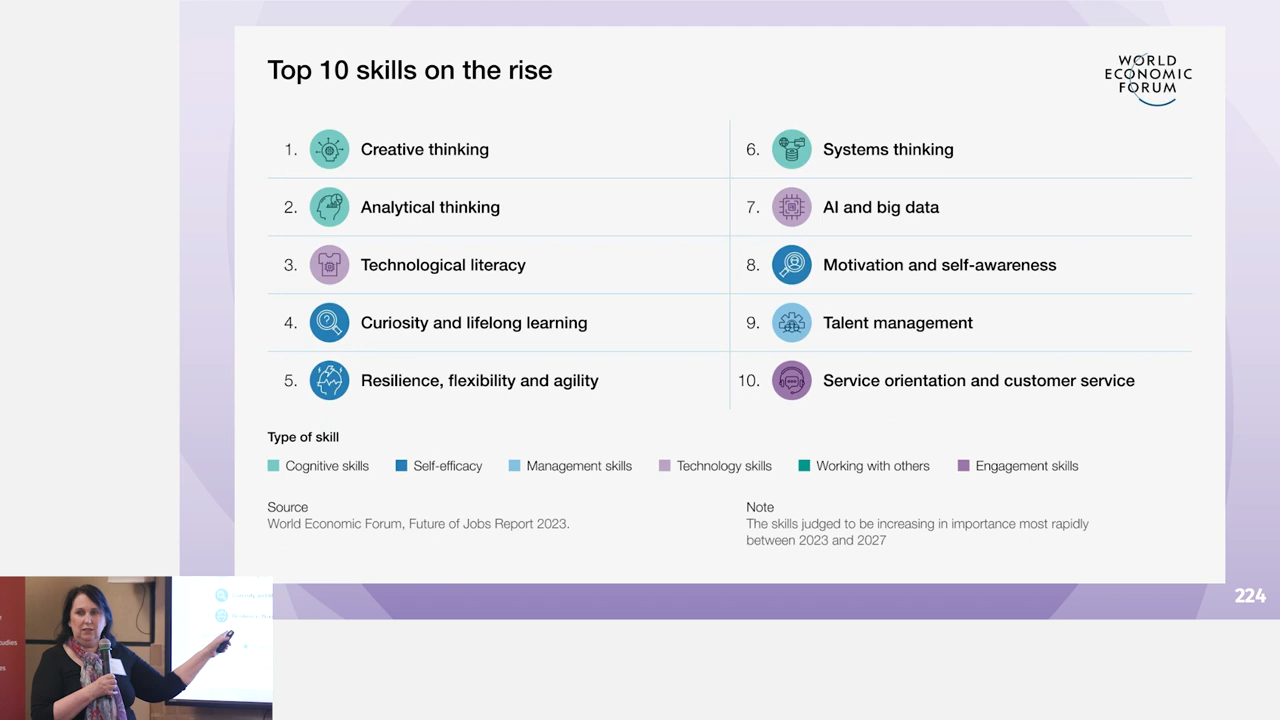 Top 10 skills on the rise
WORLD
ECONOMIC
FORUM
1. Creative thinking
2. Analytical thinking
3. Technological literacy
4. Curiosity and lifelong learning
5. Resilience, flexibility and agility
6. Systems thinking
7. AI and big data
8. Motivation and self-awareness
9. Talent management
10. Service orientation and customer service
Type of skill
Cognitive skills
Self-efficacy
Management skills
Technology skills
Working with others
Engagement skills
Source
World Economic Forum, Future of Jobs Report 2023.
Note
The skills judged to be increasing in importance most rapidly
between 2023 and 2027
224